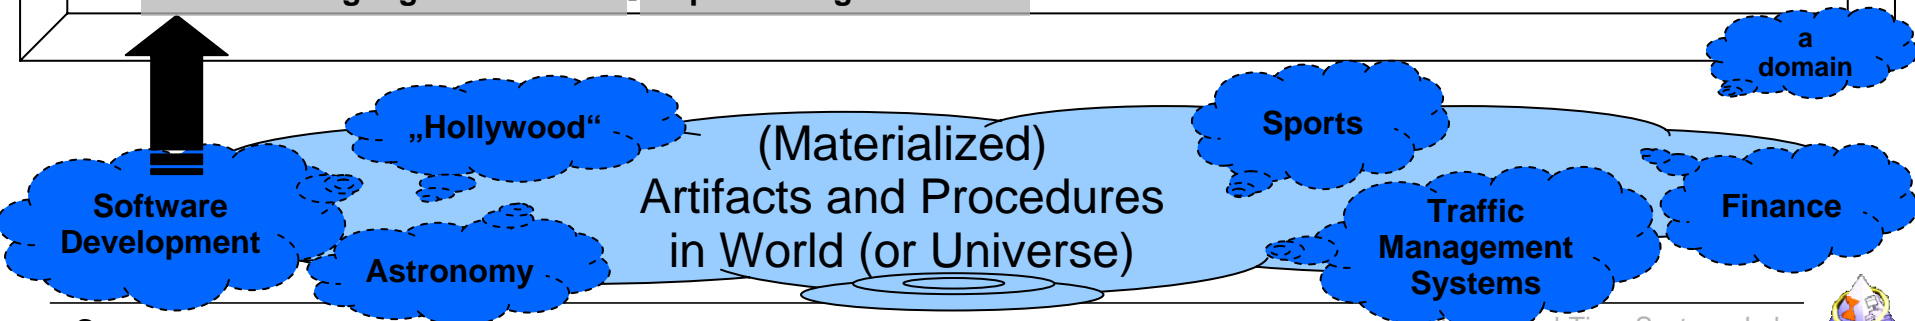 a
domain
„Hollywood“
Sports
(Materialized)
Artifacts and Procedures
in World (or Universe)
Software
Development
Astronomy
Traffic
Management
Systems
Finance